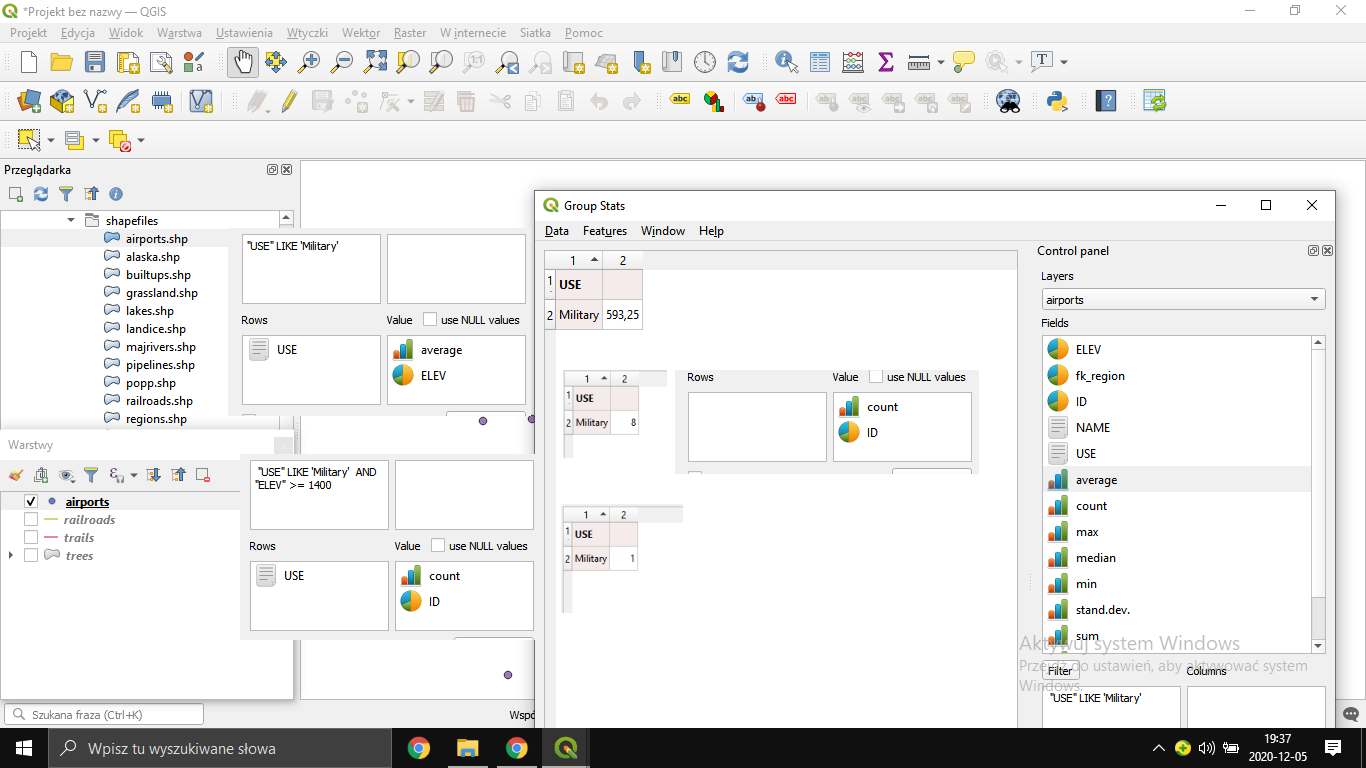 *Projekt bez nazwy — QGIS
Projekt Edycja Widok Warstwa Ustawienia Wtyczki Wektor Raster W internecie Siatka Pomoc
Przeglądarka
shapefiles
airports.shp
alaska.shp
builtups.shp
grassland.shp
lakes.shp
landice.shp
majrivers.shp
pipelines.shp
popp.shp
railroads.shp
regions.shp
"USE" LIKE 'Military'
Rows Value use NULL values
USE average
ELEV
Warstwy
airports
railroads
trails
trees
"USE" LIKE 'Military' AND
"ELEV" >= 1400
Rows Value use NULL values
USE count
ID
Szukana fraza (Ctrl+K)
Wspó
Group Stats
Data Features Window Help
1 2
1 USE
2 Military 593,25
1 2
1 USE
2 Military 8
Rows Value use NULL values
count
ID
1 2
1 USE
2 Military 1
Control panel
Layers
airports
Fields
ELEV
fk_region
ID
NAME
USE
average
count
max
median
min
stand.dev.
sum
Aktywuj system Windows
Przejdź do ustawień, aby aktywować system
Windows.
Filter Columns
"USE" LIKE 'Military'
Wpisz tu wyszukiwane słowa
19:37
2020-12-05